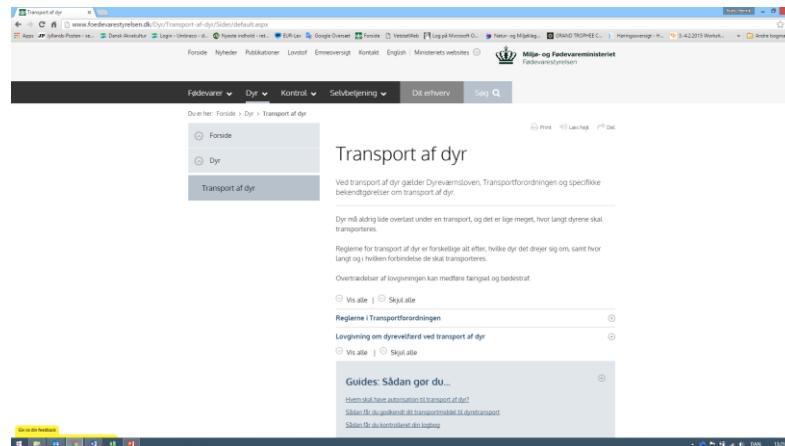 Transport af dyr
www.foedevarestyrelsen.dk/Dyr/Transport-af-dyr/Sider/default.aspx
Forside Nyheder Publikationer Lovstof Emneoversigt Kontakt English Ministeriets websites
Miljø- og Fødevareministeriet
Fødevarestyrelsen
Fødevarer Dyr Kontrol Selvbetjening Dit erhverv Søg
Du er her: Forside > Dyr > Transport af dyr
Print Læs højt Del
Forside
Dyr
Transport af dyr
Transport af dyr
Ved transport af dyr gælder Dyreværnsloven, Transportforordningen og specifikke
bekendtgørelser om transport af dyr.
Dyr må aldrig lide overlast under en transport, og det er lige meget, hvor langt dyrene skal
transporteres.
Reglerne for transport af dyr er forskellige alt efter, hvilke dyr det drejer sig om, samt hvor
langt og i hvilken forbindelse de skal transporteres.
Overtrædelser af lovgivningen kan medføre fængsel og bødestraf.
Vis alle | Skjul alle
Reglerne i Transportforordningen
Lovgivning om dyrevelfærd ved transport af dyr
Vis alle | Skjul alle
Guides: Sådan gør du...
Hvem skal have autorisation til transport af dyr?
Sådan får du godkendt dit transportmiddel til dyretransport
Sådan får du kontrolleret din logbog
Giv os din feedback
DAN